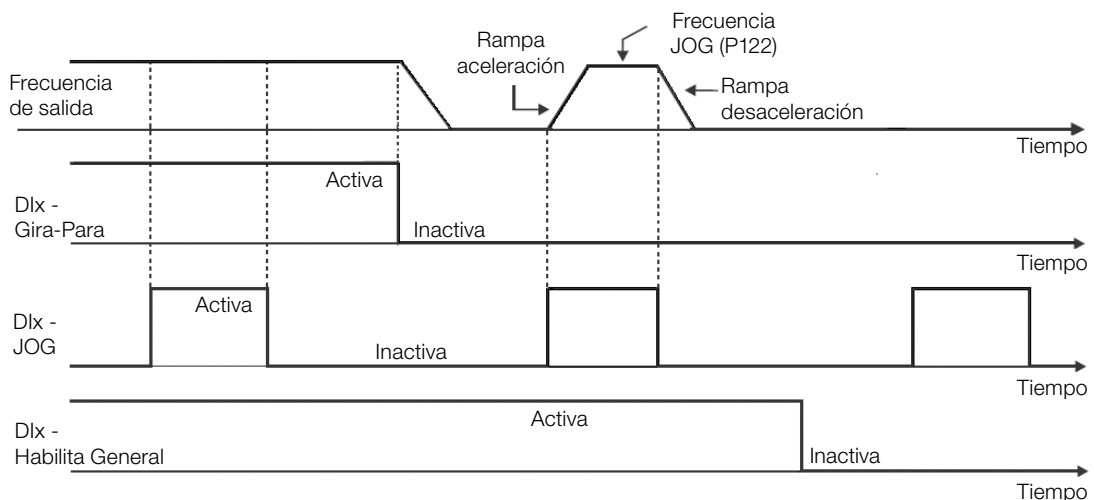 Frecuencia
JOG (P122)
Rampa
aceleración
Frecuencia
de salida
Rampa
desaceleración
Tiempo
Activa
DIx -
Gira-Para
Inactiva
Tiempo
Activa
DIx -
JOG
Inactiva
Tiempo
Activa
DIx -
Habilita General
Inactiva
Tiempo